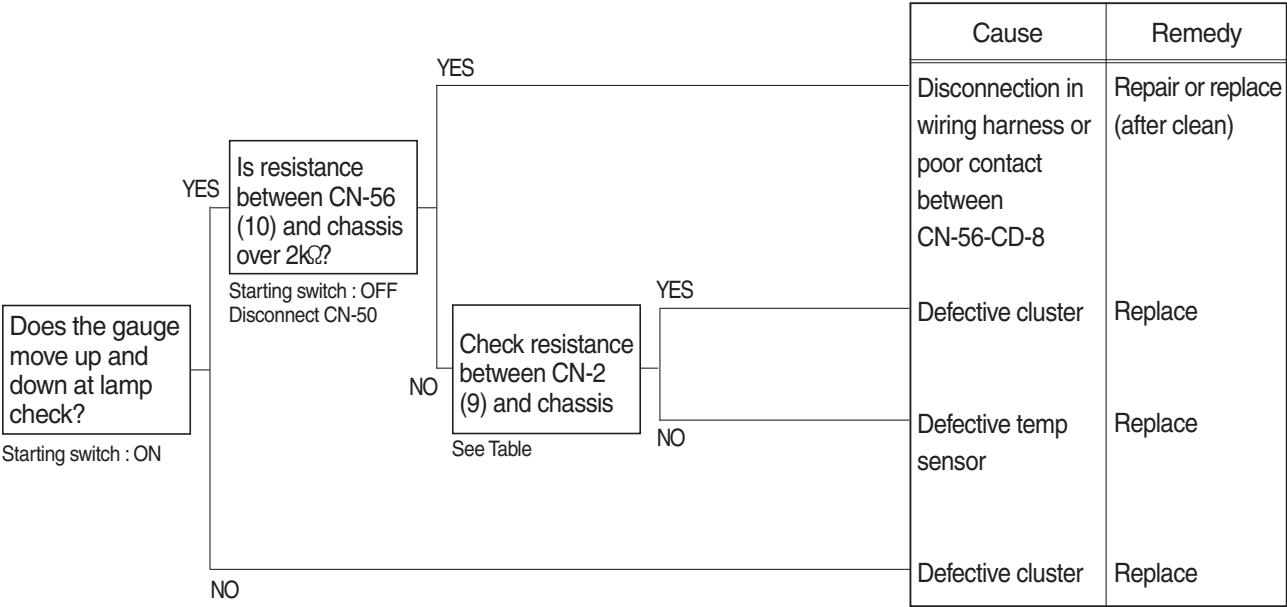 Does the gauge
move up and
down at lamp
check?
Starting switch : ON
YES
NO
Is resistance
between CN-56
(10) and chassis
over 2kΩ?
Starting switch : OFF
Disconnect CN-50
YES
NO
Check resistance
between CN-2
(9) and chassis
See Table
YES
NO
Cause
Remedy
Disconnection in
wiring harness or
poor contact
between
CN-56-CD-8
Repair or replace
(after clean)
Defective cluster
Replace
Defective temp
sensor
Replace
Defective cluster
Replace